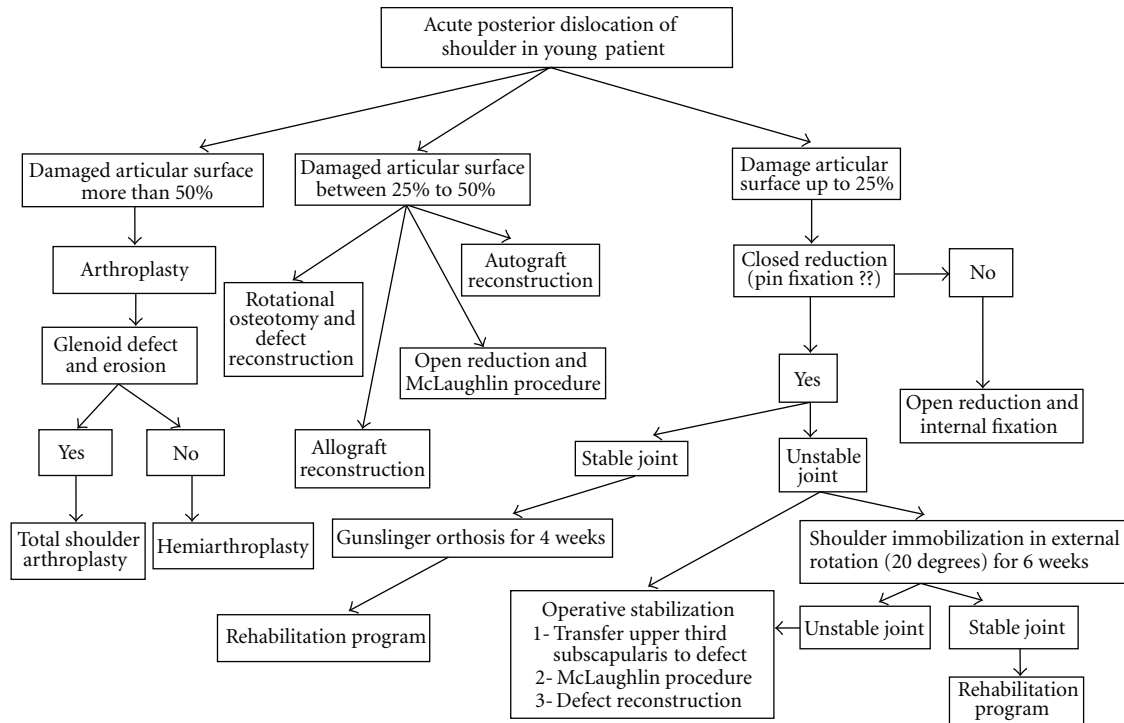 Acute posterior dislocation of
shoulder in young patient
Damaged articular surface
more than 50%
Damaged articular surface
between 25% to 50%
Damage articular
surface up to 25%
Arthroplasty
Glenoid defect
and erosion
Yes
No
Total shoulder
arthroplasty
Hemiarthroplasty
Rotational
osteotomy and
defect
reconstruction
Allograft
reconstruction
Open reduction and
McLaughlin procedure
Autograft
reconstruction
Closed reduction
(pin fixation ??)
No
Open reduction and
internal fixation
Yes
Stable joint
Unstable
joint
Gunslinger orthosis for 4 weeks
Rehabilitation program
Shoulder immobilization in external
rotation (20 degrees) for 6 weeks
Operative stabilization
1- Transfer upper third
subscapularis to defect
2- McLaughlin procedure
3- Defect reconstruction
Unstable joint
Stable joint
Rehabilitation
program